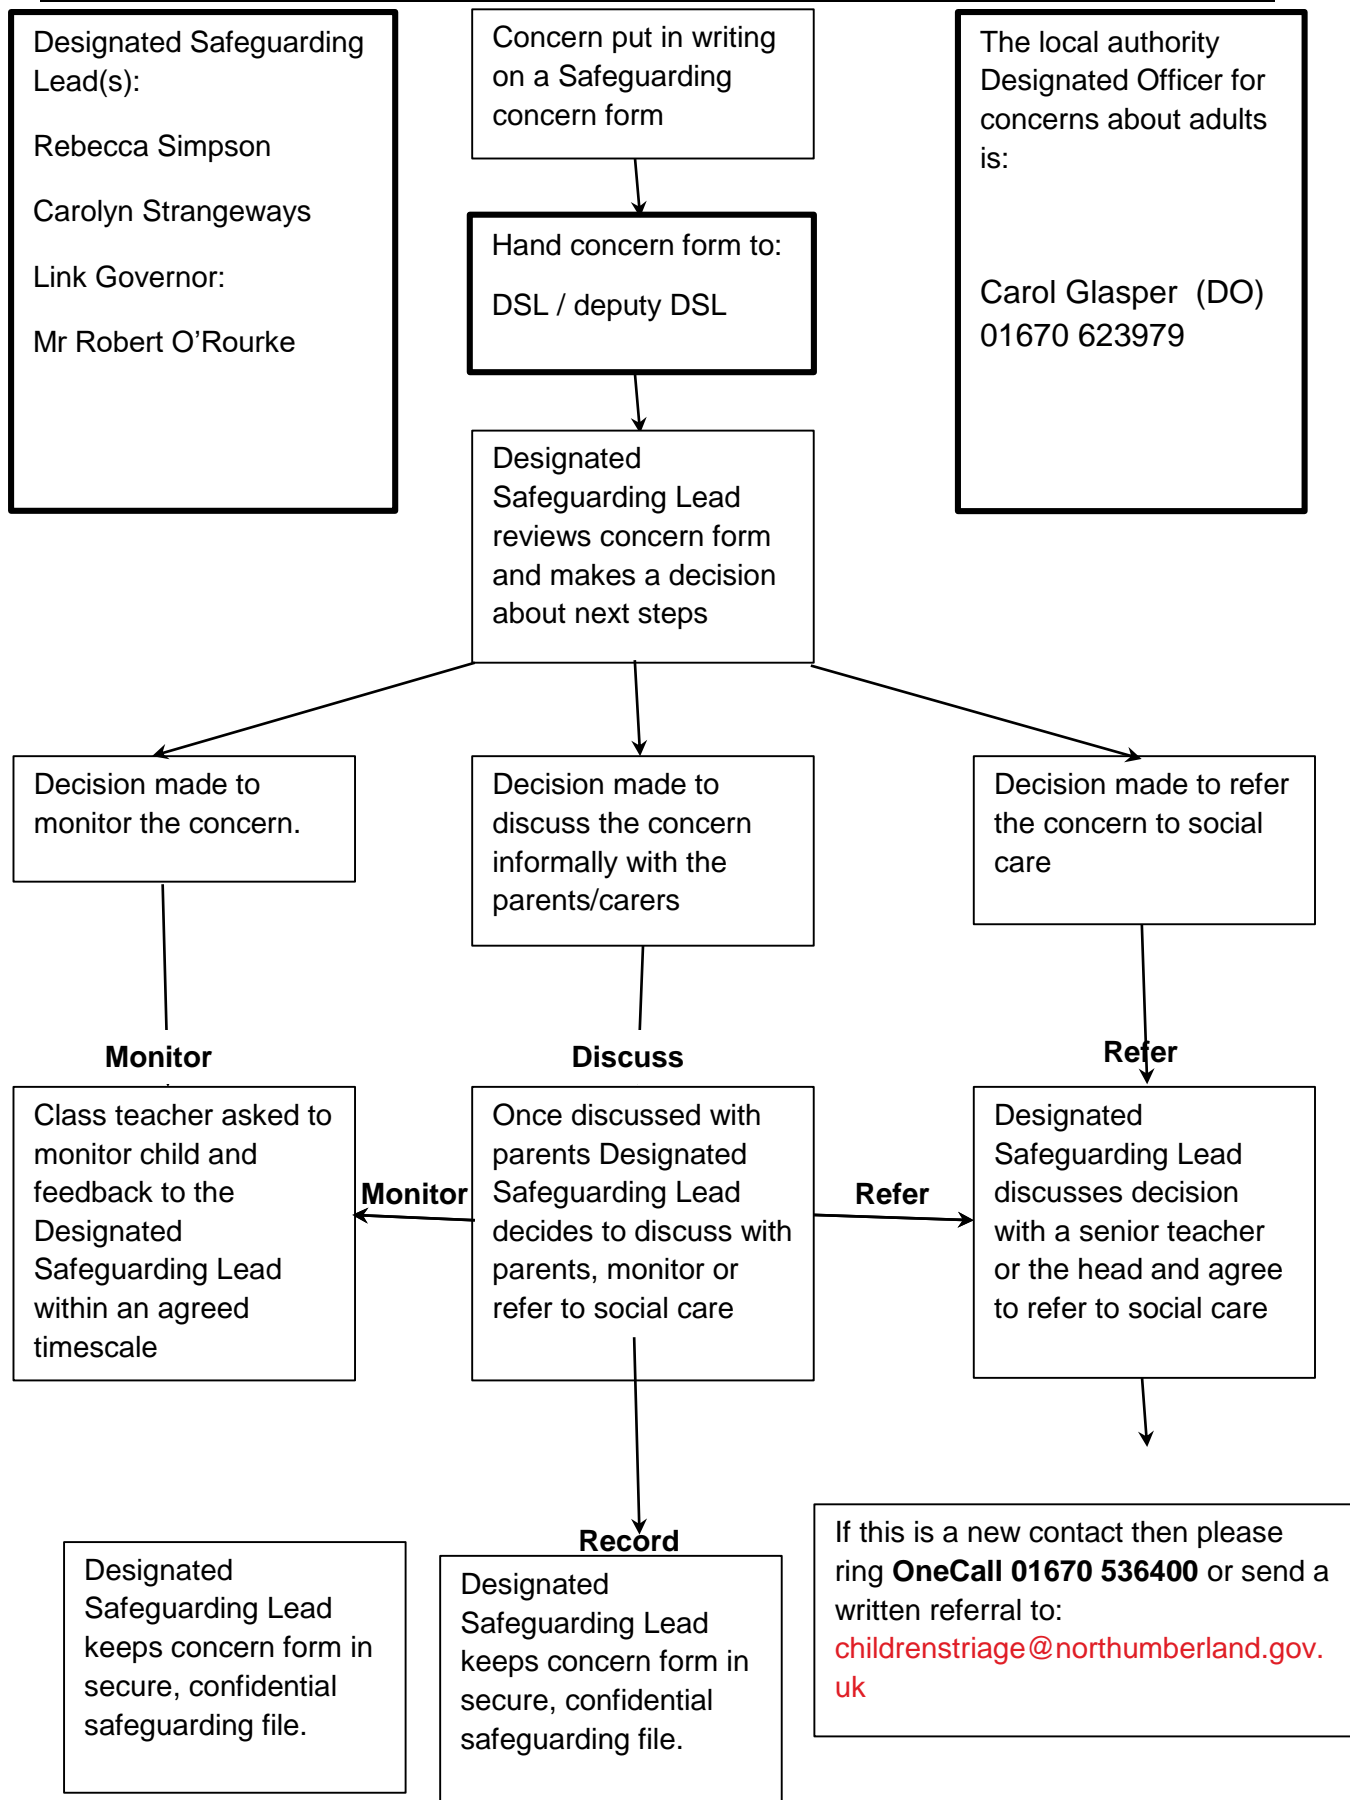 Designated Safeguarding
Lead(s):
Rebecca Simpson
Carolyn Strangeways
Link Governor:
Mr Robert O’Rourke
Concern put in writing
on a Safeguarding
concern form
The local authority
Designated Officer for
concerns about adults
is:
Carol Glasper  (DO)
01670 623979
Hand concern form to:
DSL / deputy DSL
Designated
Safeguarding Lead
reviews concern form
and makes a decision
about next steps
Decision made to
monitor the concern.
Decision made to
discuss the concern
informally with the
parents/carers
Decision made to refer
the concern to social
care
Monitor
Discuss
Refer
Class teacher asked to
monitor child and
feedback to the
Designated
Safeguarding Lead
within an agreed
timescale
Monitor
Once discussed with
parents Designated
Safeguarding Lead
decides to discuss with
parents, monitor or
refer to social care
Refer
Designated
Safeguarding Lead
discusses decision
with a senior teacher
or the head and agree
to refer to social care
Designated
Safeguarding Lead
keeps concern form in
secure, confidential
safeguarding file.
Record
Designated
Safeguarding Lead
keeps concern form in
secure, confidential
safeguarding file.
If this is a new contact then please
ring OneCall 01670 536400 or send a
written referral to:
childrenstriage@northumberland.gov.
uk